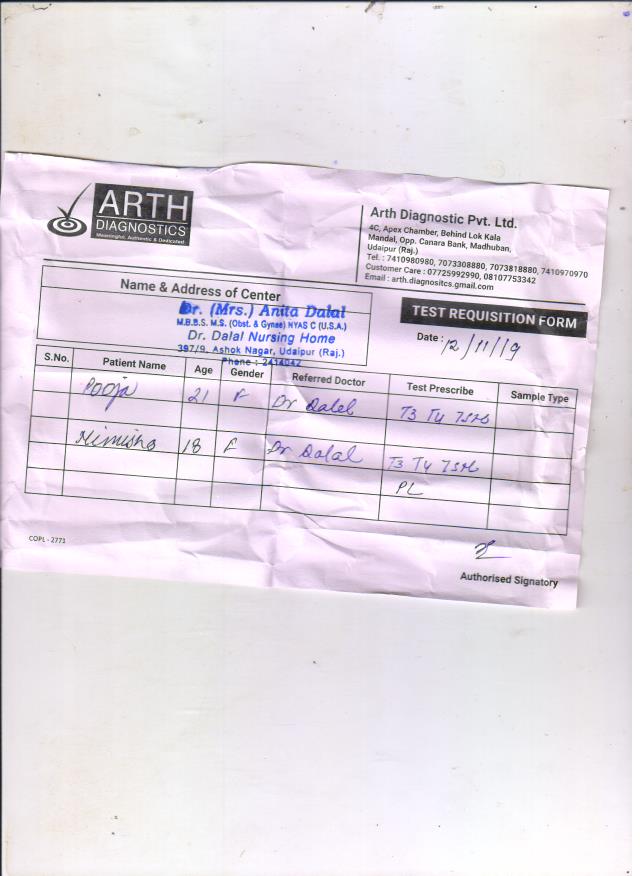 ARTH
DIAGNOSTICS
Meaningful, Authentic & Dedicated
Arth Diagnostic Pvt. Ltd.
4C, Apex Chamber, Behind Lok Kala
Mandal, Opp. Canara Bank, Madhuban,
Udaipur (Raj.)
Tel. : 7410980980, 7073308880, 7073818880, 7410970970
Customer Care : 07725992990, 08107753342
Email : arth.diagnositcs.gmail.com
Name & Address of Center
Dr. (Mrs.) Anita Dalal
M.B.B.S. M.S. (Obst. & Gynae) NYAS C (U.S.A.)
Dr. Dalal Nursing Home
397/9, Ashok Nagar, Udaipur (Raj.)
Phone : 2414042
TEST REQUISITION FORM
Date : 12/11/19
S.No. Patient Name Age Gender Referred Doctor Test Prescribe Sample Type
Pooja 21 F Dr Dalal T3 T4 TSH
Nimisha 18 F Dr Dalal T3 T4 TSH
PL
COPL - 2771
Authorised Signatory